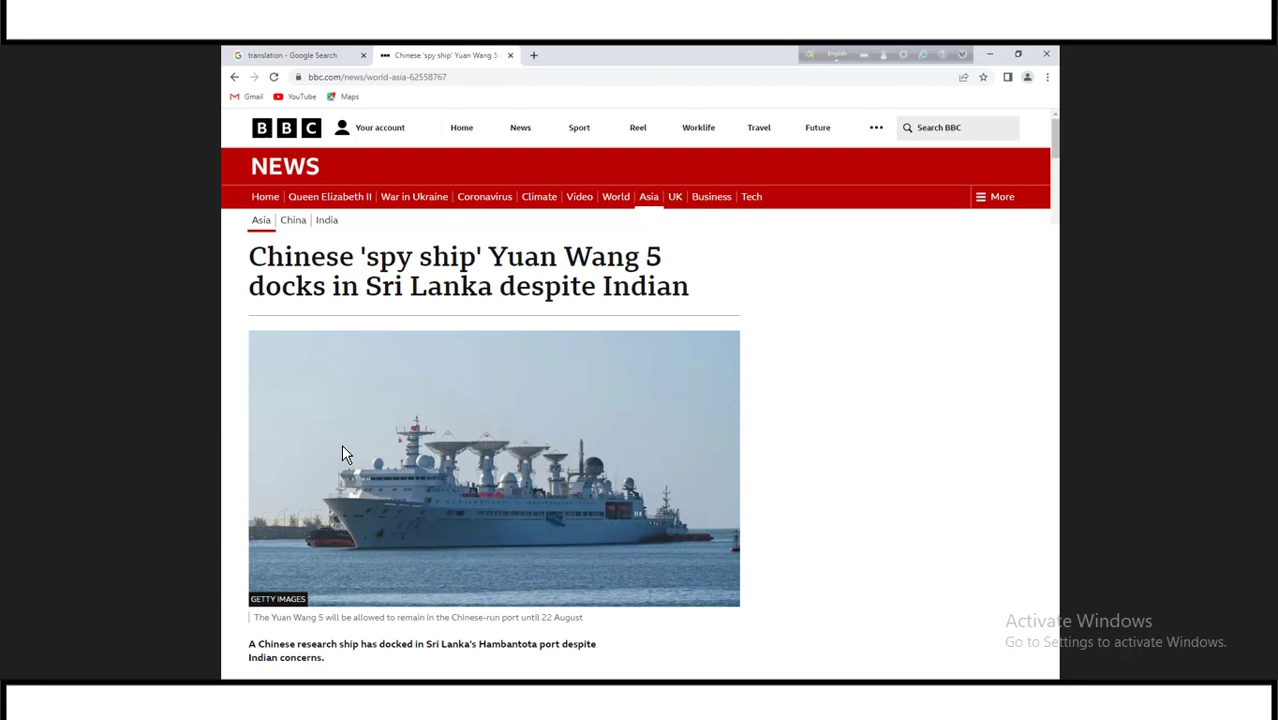 translation - Google Search
Chinese 'spy ship' Yuan Wang 5
English
bbc.com/news/world-asia-62558767
Gmail YouTube Maps
BBC Your account Home News Sport Reel Worklife Travel Future Search BBC
NEWS
Home Queen Elizabeth II War in Ukraine Coronavirus Climate Video World Asia UK Business Tech More
Asia China India
Chinese 'spy ship' Yuan Wang 5
docks in Sri Lanka despite Indian
GETTY IMAGES
The Yuan Wang 5 will be allowed to remain in the Chinese-run port until 22 August
A Chinese research ship has docked in Sri Lanka's Hambantota port despite
Indian concerns.
Activate Windows
Go to Settings to activate Windows.